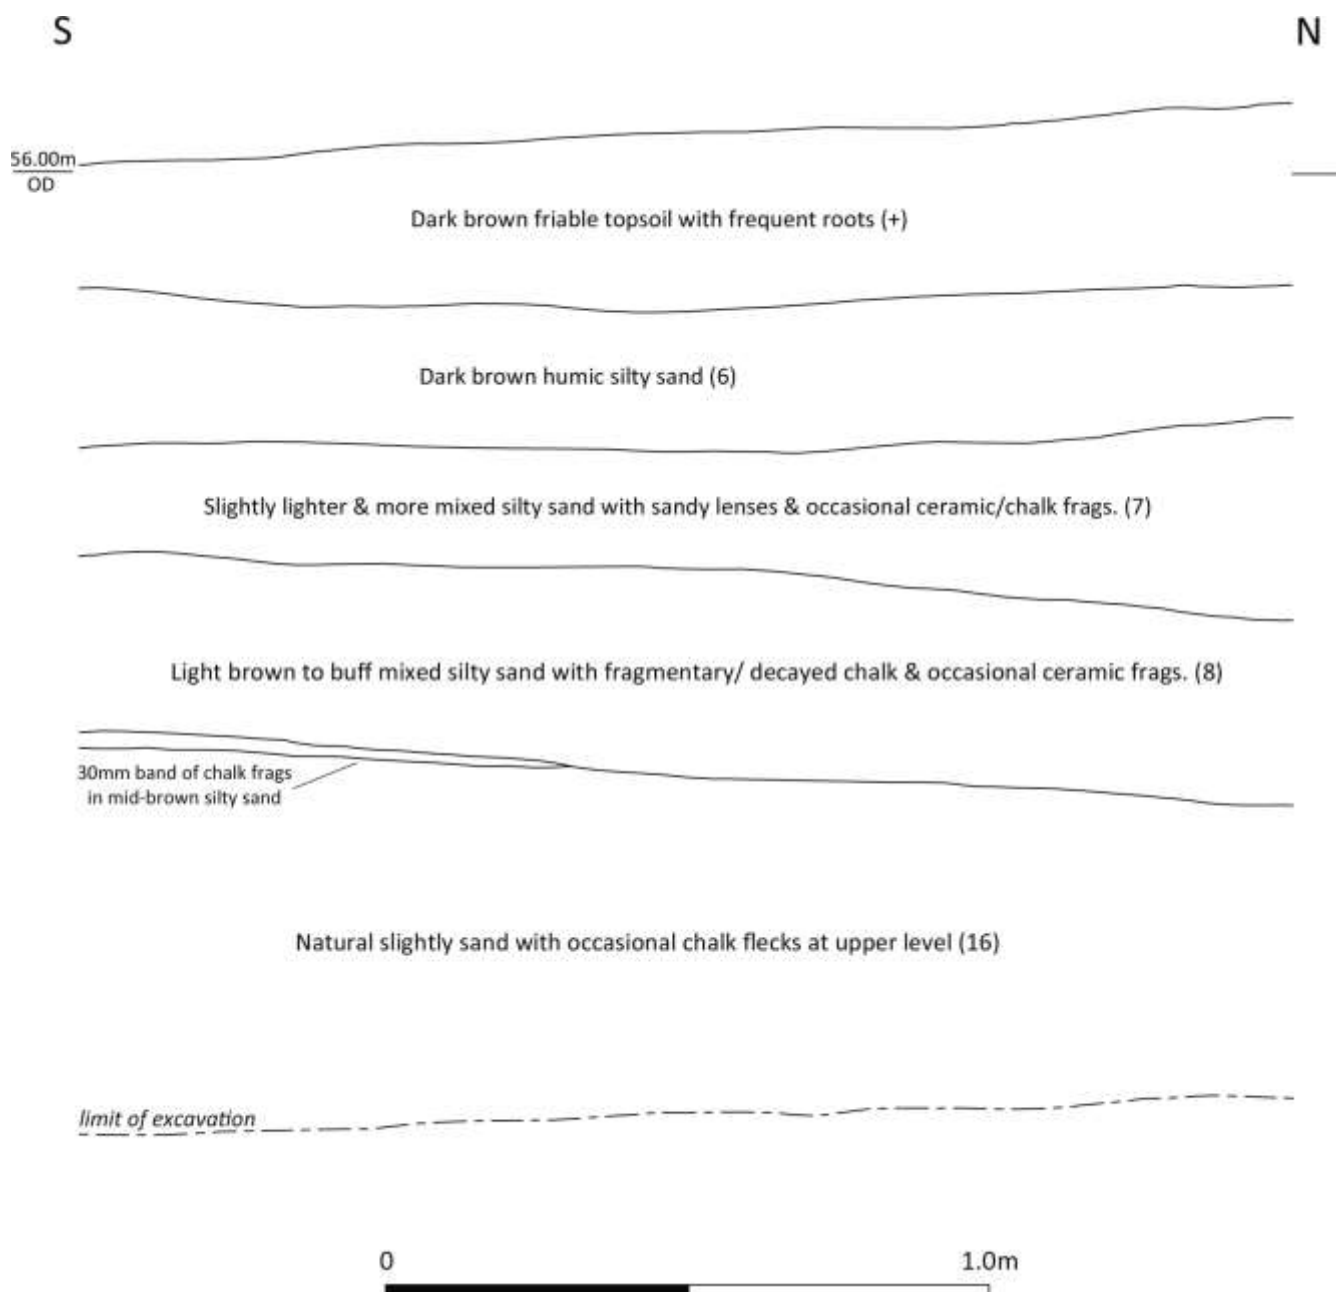 S
N
56.00m
OD
Dark brown friable topsoil with frequent roots (+)
Dark brown humic silty sand (6)
Slightly lighter & more mixed silty sand with sandy lenses & occasional ceramic/chalk frags. (7)
Light brown to buff mixed silty sand with fragmentary/ decayed chalk & occasional ceramic frags. (8)
30mm band of chalk frags
in mid-brown silty sand
Natural slightly sand with occasional chalk flecks at upper level (16)
limit of excavation
0
1.0m